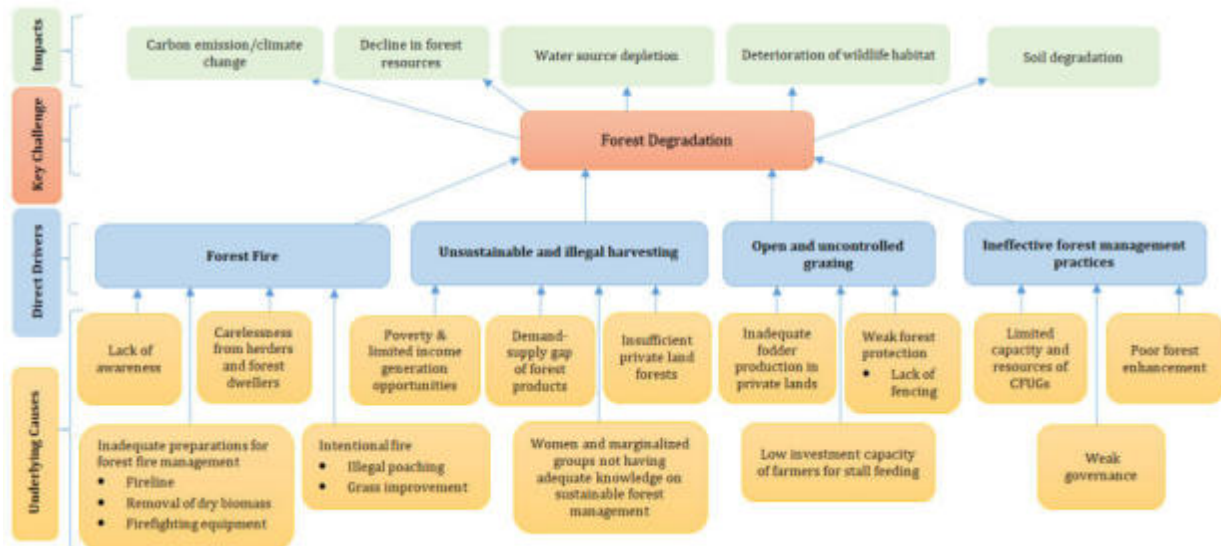 Impacts
Carbon emission/climate
change
Decline in forest
resources
Water source depletion
Deterioration of wildlife habitat
Soil degradation
Key Challenge
Forest Degradation
Direct Drivers
Forest Fire
Unsustainable and illegal harvesting
Open and uncontrolled
grazing
Ineffective forest management
practices
Underlying Causes
Lack of
awareness
Carelessness
from herders
and forest
dwellers
Poverty &
limited income
generation
opportunities
Demand-
supply gap
of forest
products
Insufficient
private land
forests
Inadequate
fodder
production in
private lands
Weak forest
protection
• Lack of
fencing
Limited
capacity and
resources of
CFUGs
Poor forest
enhancement
Inadequate preparations for
forest fire management
• Fireline
• Removal of dry biomass
• Firefighting equipment
Intentional fire
• Illegal poaching
• Grass improvement
Women and marginalized
groups not having
adequate knowledge on
sustainable forest
management
Low investment capacity
of farmers for stall feeding
Weak
governance